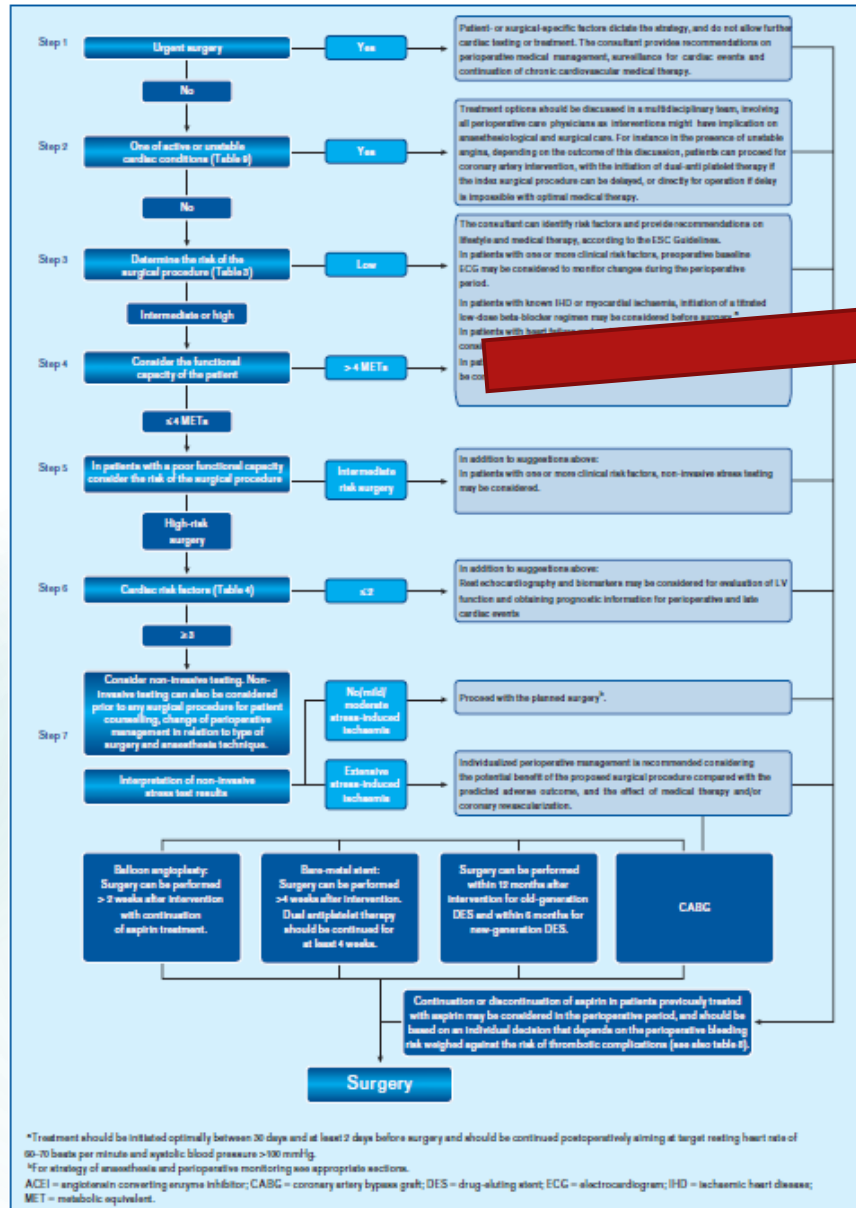 Step 1
Urgent surgery
Yes
Patient- or surgical-specific factors dictate the strategy, and do not allow further
cardiac testing or treatment. The consultant provides recommendations on
perioperative medical management, surveillance for cardiac events and
continuation of chronic cardiovascular medical therapy.
No
Step 2
One of active or unstable
cardiac conditions (Table 9)
Yes
Treatment options should be discussed in a multidisciplinary team, involving
all perioperative care physicians as interventions might have implication on
anaesthesiological and surgical care. For instance in the presence of unstable
angina, depending on the outcome of this discussion, patients can proceed for
coronary artery intervention, with the initiation of dual-anti platelet therapy if
the index surgical procedure can be delayed, or directly for operation if delay
is impossible with optimal medical therapy.
No
Step 3
Determine the risk of the
surgical procedure (Table 3)
Low
The consultant can identify risk factors and provide recommendations on
lifestyle and medical therapy, according to the ESC Guidelines.
In patients with one or more clinical risk factors, preoperative baseline
ECG may be considered to monitor changes during the perioperative
period.
In patients with known IHD or myocardial ischaemia, initiation of a titrated
low-dose beta-blocker regimen may be considered before surgery.a
In patients with heart failure
Intermediate or high
Step 4
Consider the functional
capacity of the patient
>4 METs
≤4 METs
Step 5
In patients with a poor functional capacity
consider the risk of the surgical procedure
Intermediate
risk surgery
In addition to suggestions above:
In patients with one or more clinical risk factors, non-invasive stress testing
may be considered.
High-risk
surgery
Step 6
Cardiac risk factors (Table 4)
≤2
In addition to suggestions above:
Rest echocardiography and biomarkers may be considered for evaluation of LV
function and obtaining prognostic information for perioperative and late
cardiac events
≥3
Step 7
Consider non-invasive testing. Non-
invasive testing can also be considered
prior to any surgical procedure for patient
counselling, change of perioperative
management in relation to type of
surgery and anaesthesia technique.
No/mild/
moderate
stress-induced
ischaemia
Proceed with the planned surgeryb.
Interpretation of non-invasive
stress test results
Extensive
stress-induced
ischaemia
Individualized perioperative management is recommended considering
the potential benefit of the proposed surgical procedure compared with the
predicted adverse outcome, and the effect of medical therapy and/or
coronary revascularization.
Balloon angioplasty:
Surgery can be performed
> 2 weeks after intervention
with continuation
of aspirin treatment.
Bare-metal stent:
Surgery can be performed
>4 weeks after intervention.
Dual antiplatelet therapy
should be continued for
at least 4 weeks.
Surgery can be performed
within 12 months after
intervention for old-generation
DES and within 6 months for
new-generation DES.
CABG
Continuation or discontinuation of aspirin in patients previously treated
with aspirin may be considered in the perioperative period, and should be
based on an individual decision that depends on the perioperative bleeding
risk weighed against the risk of thrombotic complications (see also table 8).
Surgery
aTreatment should be initiated optimally between 30 days and at least 2 days before surgery and should be continued postoperatively aiming at target resting heart rate of
60–70 beats per minute and systolic blood pressure >100 mmHg.
bFor strategy of anaesthesia and perioperative monitoring see appropriate sections.
ACEI = angiotensin converting enzyme inhibitor; CABG = coronary artery bypass graft; DES = drug-eluting stent; ECG = electrocardiogram; IHD = ischaemic heart disease;
MET = metabolic equivalent.